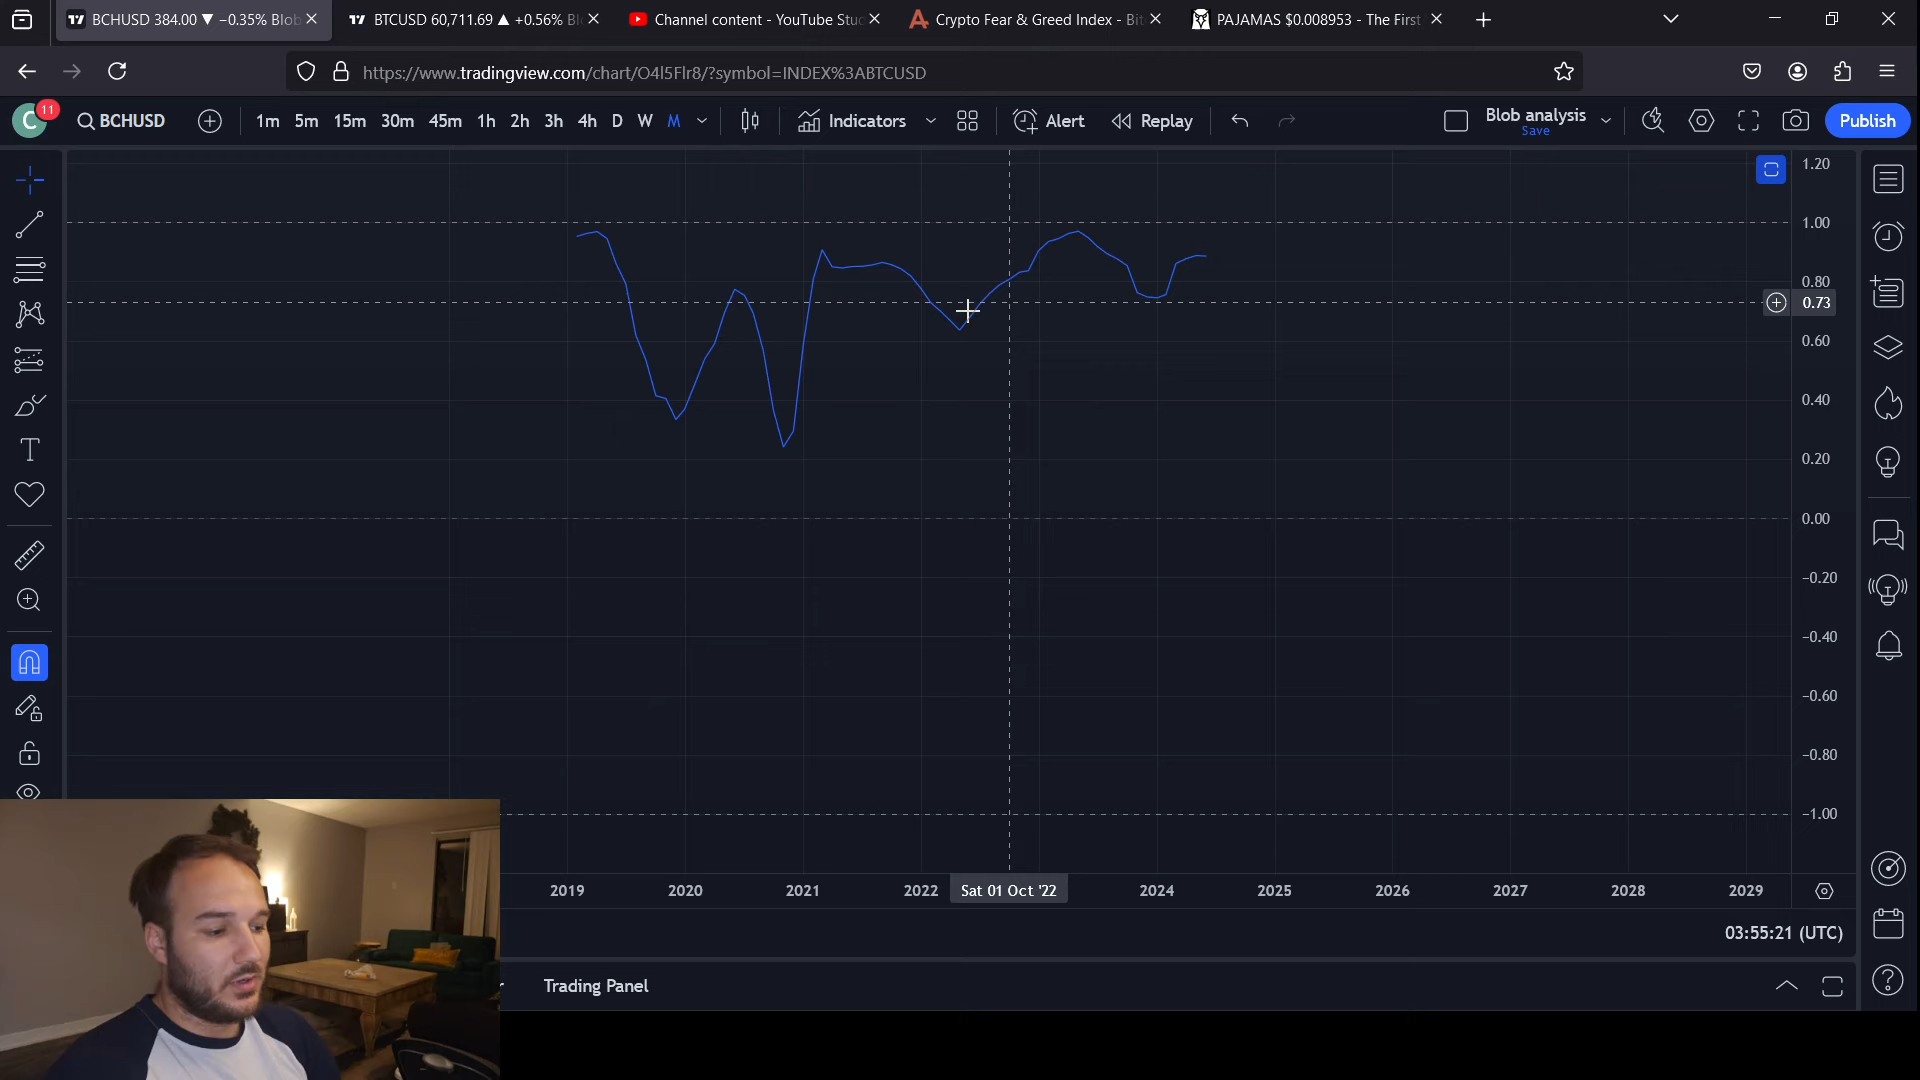 BCHUSD 384.00 ▼ −0.35% Blob
BTCUSD 60,711.69 ▲ +0.56% Bl
Channel content - YouTube Stu
Crypto Fear & Greed Index - Bit
PAJAMAS $0.008953 - The First
https://www.tradingview.com/chart/O4l5Flr8/?symbol=INDEX%3ABTCUSD
C
11
BCHUSD
1m 5m 15m 30m 45m 1h 2h 3h 4h D W M
Indicators
Alert
Replay
Blob analysis
Save
Publish
1.20
1.00
0.80
0.73
0.60
0.40
0.20
0.00
−0.20
−0.40
−0.60
−0.80
−1.00
2019 2020 2021 2022 Sat 01 Oct '22 2024 2025 2026 2027 2028 2029
03:55:21 (UTC)
Trading Panel